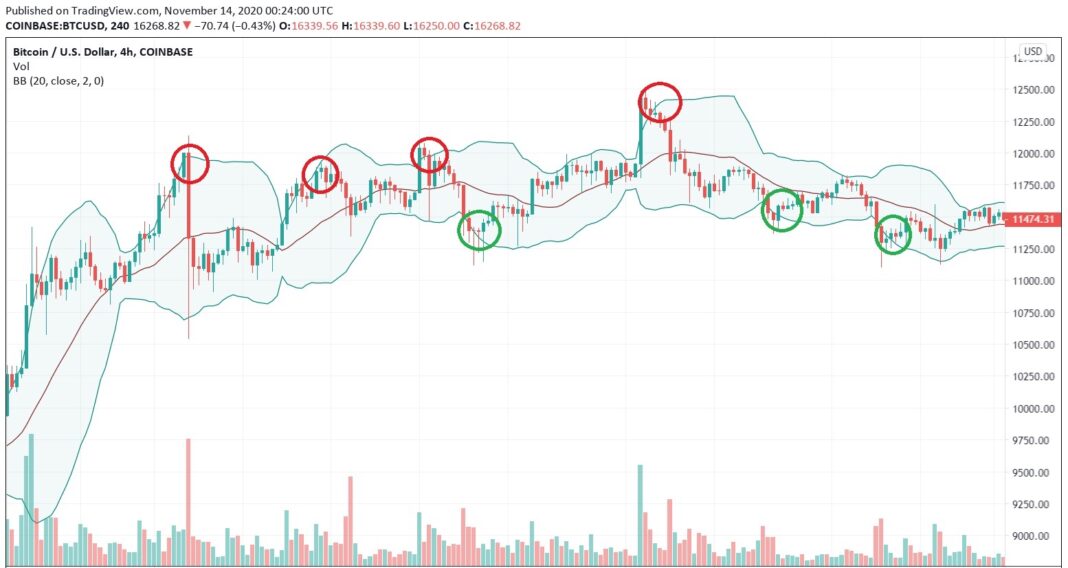 Published on TradingView.com, November 14, 2020 00:24:00 UTC
COINBASE:BTCUSD, 240 16268.82 ▼ −70.74 (−0.43%) O:16339.56 H:16339.60 L:16250.00 C:16268.82
Bitcoin / U.S. Dollar, 4h, COINBASE
Vol
BB (20, close, 2, 0)
USD
12500.00
12250.00
12000.00
11750.00
11474.31
11250.00
11000.00
10750.00
10500.00
10250.00
10000.00
9750.00
9500.00
9250.00
9000.00